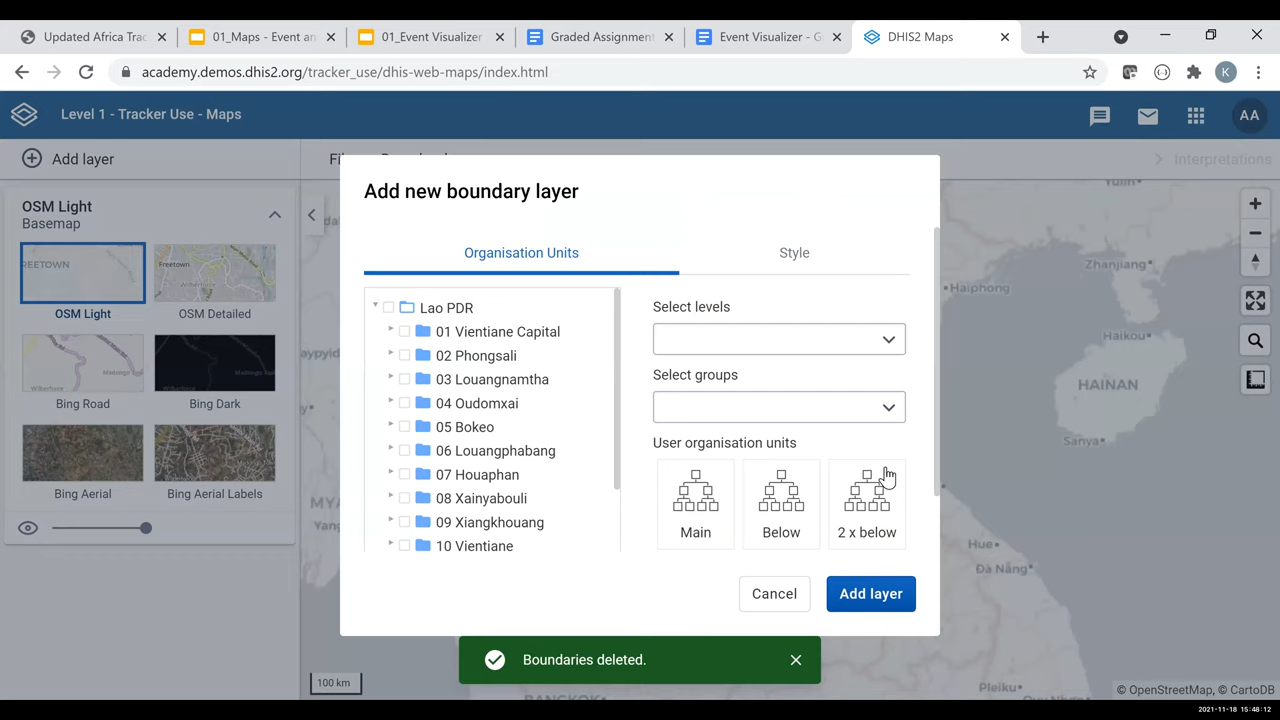 Updated Africa Trac
01_Maps - Event an
01_Event Visualizer
Graded Assignment
Event Visualizer - G
DHIS2 Maps
academy.demos.dhis2.org/tracker_use/dhis-web-maps/index.html
K
Level 1 - Tracker Use - Maps
AA
Add layer
Interpretations
OSM Light
Basemap
OSM Light
OSM Detailed
Bing Road
Bing Dark
Bing Aerial
Bing Aerial Labels
Add new boundary layer
Organisation Units
Style
Lao PDR
01 Vientiane Capital
02 Phongsali
03 Louangnamtha
04 Oudomxai
05 Bokeo
06 Louangphabang
07 Houaphan
08 Xainyabouli
09 Xiangkhouang
10 Vientiane
Select levels
Select groups
User organisation units
Main
Below
2 x below
Cancel
Add layer
Boundaries deleted.
Yulin
Zhanjiang
Haiphong
Haikou
HAINAN
Sanya
Hue
Đà Nẵng
Pleiku
100 km
© OpenStreetMap, © CartoDB
2021-11-18 15:48:12